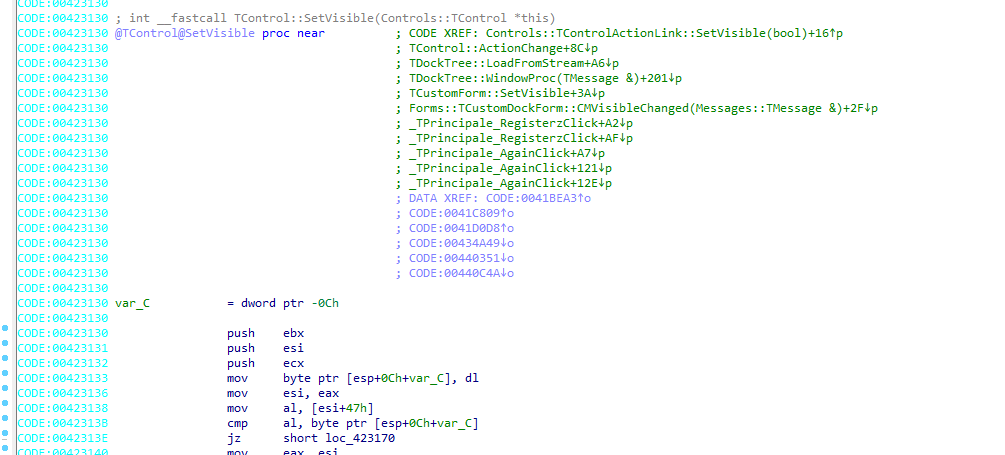 CODE:00423130
CODE:00423130 ; int __fastcall TControl::SetVisible(Controls::TControl *this)
CODE:00423130 @TControl@SetVisible proc near ; CODE XREF: Controls::TControlActionLink::SetVisible(bool)+16↑p
CODE:00423130 ; TControl::ActionChange+8C↓p
CODE:00423130 ; TDockTree::LoadFromStream+A6↓p
CODE:00423130 ; TDockTree::WindowProc(TMessage &)+201↓p
CODE:00423130 ; TCustomForm::SetVisible+3A↓p
CODE:00423130 ; Forms::TCustomDockForm::CMVisibleChanged(Messages::TMessage &)+2F↓p
CODE:00423130 ; _TPrincipale_RegisterzClick+A2↓p
CODE:00423130 ; _TPrincipale_RegisterzClick+AF↓p
CODE:00423130 ; _TPrincipale_AgainClick+A7↓p
CODE:00423130 ; _TPrincipale_AgainClick+121↓p
CODE:00423130 ; _TPrincipale_AgainClick+12E↓p
CODE:00423130 ; DATA XREF: CODE:0041BEA3↑o
CODE:00423130 ; CODE:0041C809↑o
CODE:00423130 ; CODE:0041D0D8↑o
CODE:00423130 ; CODE:00434A49↓o
CODE:00423130 ; CODE:00440351↓o
CODE:00423130 ; CODE:00440C4A↓o
CODE:00423130
CODE:00423130 var_C = dword ptr -0Ch
CODE:00423130
CODE:00423130 push ebx
CODE:00423131 push esi
CODE:00423132 push ecx
CODE:00423133 mov byte ptr [esp+0Ch+var_C], dl
CODE:00423136 mov esi, eax
CODE:00423138 mov al, [esi+47h]
CODE:0042313B cmp al, byte ptr [esp+0Ch+var_C]
CODE:0042313E jz short loc_423170
CODE:00423140 mov eax, esi